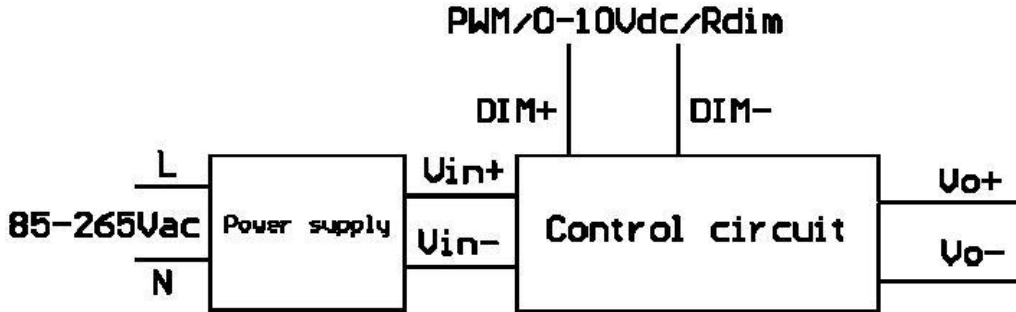 PWM/0-10Vdc/Rdim
DIM+ DIM-
L
85-265Vac
N
Power supply
Vin+
Vin-
Control circuit
Vo+
Vo-